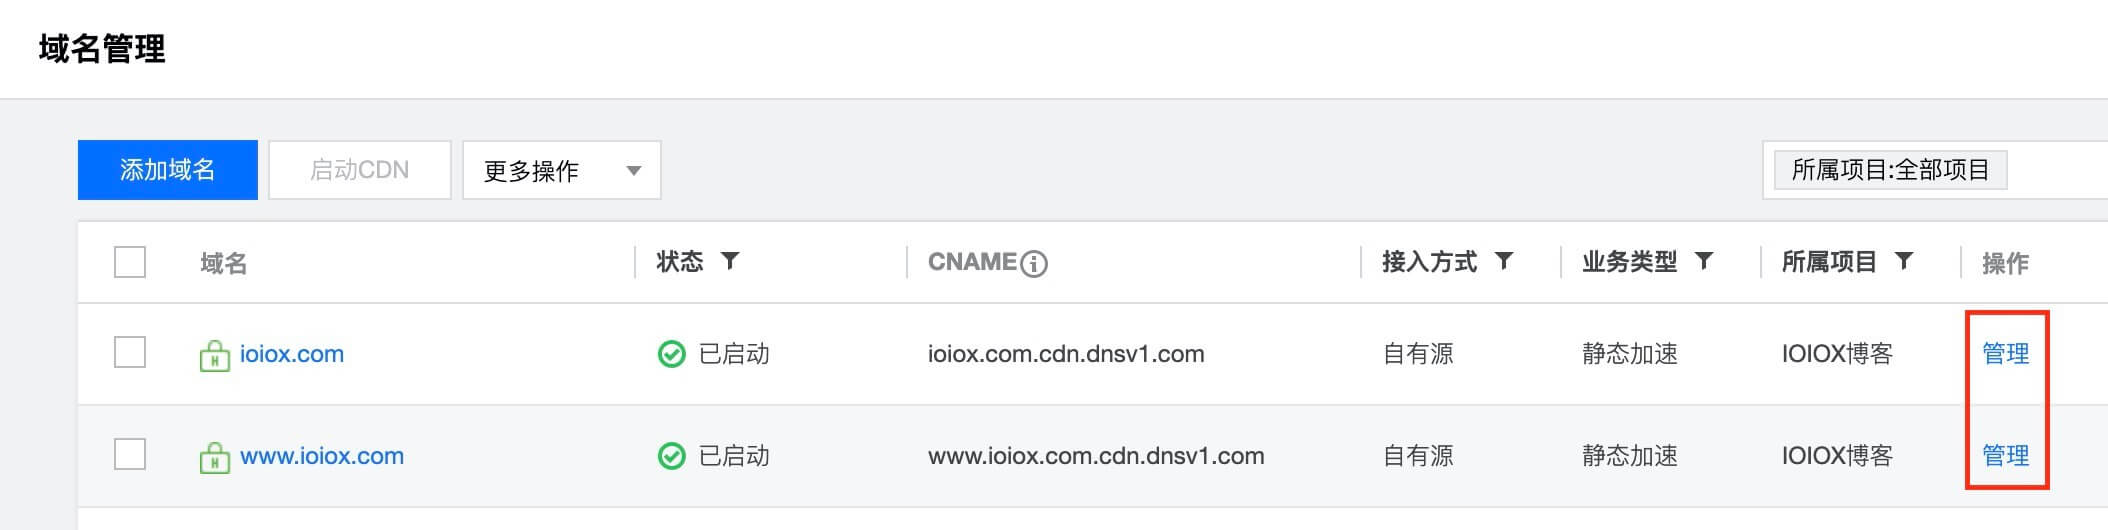 域名管理
添加域名 启动CDN 更多操作 所属项目:全部项目
域名 状态 CNAME 接入方式 业务类型 所属项目 操作
H ioiox.com 已启动 ioiox.com.cdn.dnsv1.com 自有源 静态加速 IOIOX博客 管理
H www.ioiox.com 已启动 www.ioiox.com.cdn.dnsv1.com 自有源 静态加速 IOIOX博客 管理